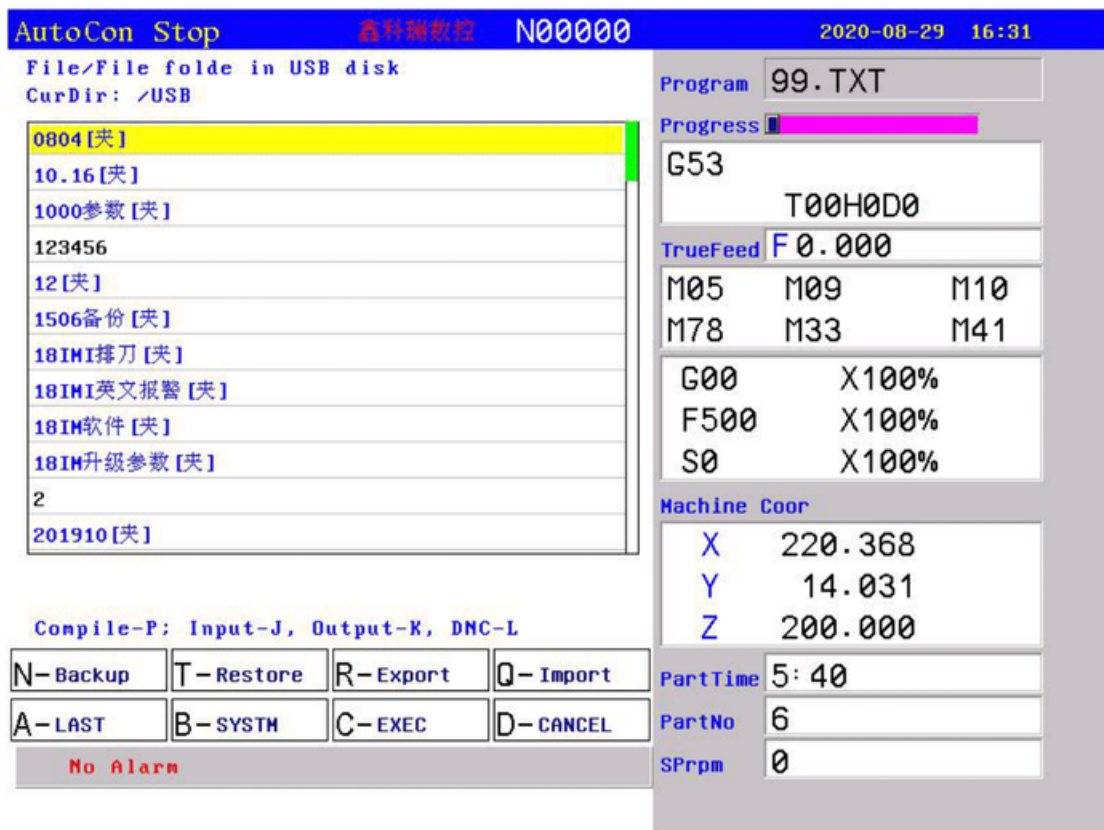 AutoCon Stop 鑫科瑞数控 N00000 2020-08-29 16:31
File/File folde in USB disk
CurDir: /USB
0804[夹]
10.16[夹]
1000参数[夹]
123456
12[夹]
1506备份[夹]
18IMI排刀[夹]
18IMI英文报警[夹]
18IM软件[夹]
18IM升级参数[夹]
2
201910[夹]
Compile-P; Input-J, Output-K, DNC-L
N-Backup T-Restore R-Export Q-Import
A-LAST B-SYSTM C-EXEC D-CANCEL
No Alarm
Program 99.TXT
Progress
G53
T00H0D0
TrueFeed F0.000
M05 M09 M10
M78 M33 M41
G00 X100%
F500 X100%
S0 X100%
Machine Coor
X 220.368
Y 14.031
Z 200.000
PartTime 5:40
PartNo 6
SPrpm 0